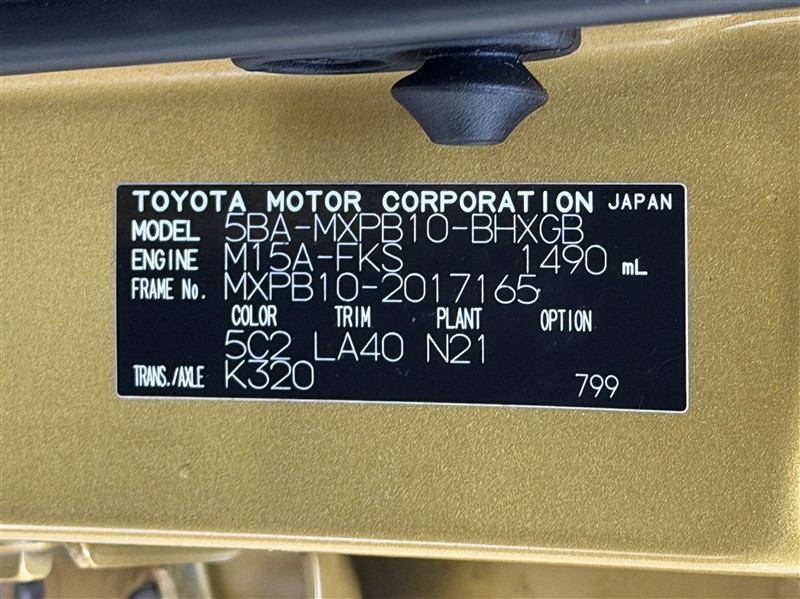 TOYOTA MOTOR CORPORATION JAPAN
MODEL 5BA-MXPB10-BHXGB
ENGINE M15A-FKS 1490 mL
FRAME No. MXPB10-2017165
COLOR TRIM PLANT OPTION
5C2 LA40 N21
TRANS./AXLE K320 799